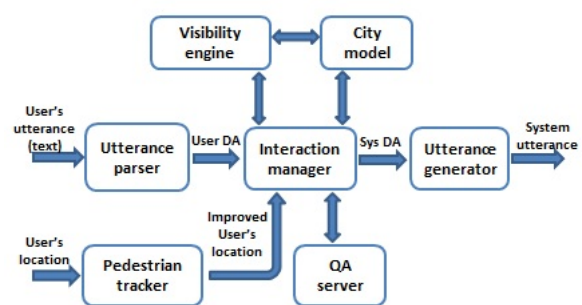 Visibility
engine
City
model
User's
utterance
(text)
Utterance
parser
User DA
Interaction
manager
Sys DA
Utterance
generator
System
utterance
User's
location
Pedestrian
tracker
Improved
User's
location
QA
server